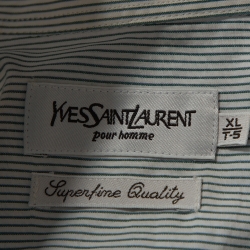 YVESSAINTLAURENT
pour homme
XL
T-5
Superfine Quality